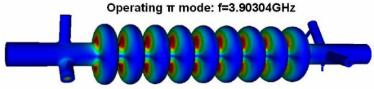 Operating π mode: f=3.90304GHz